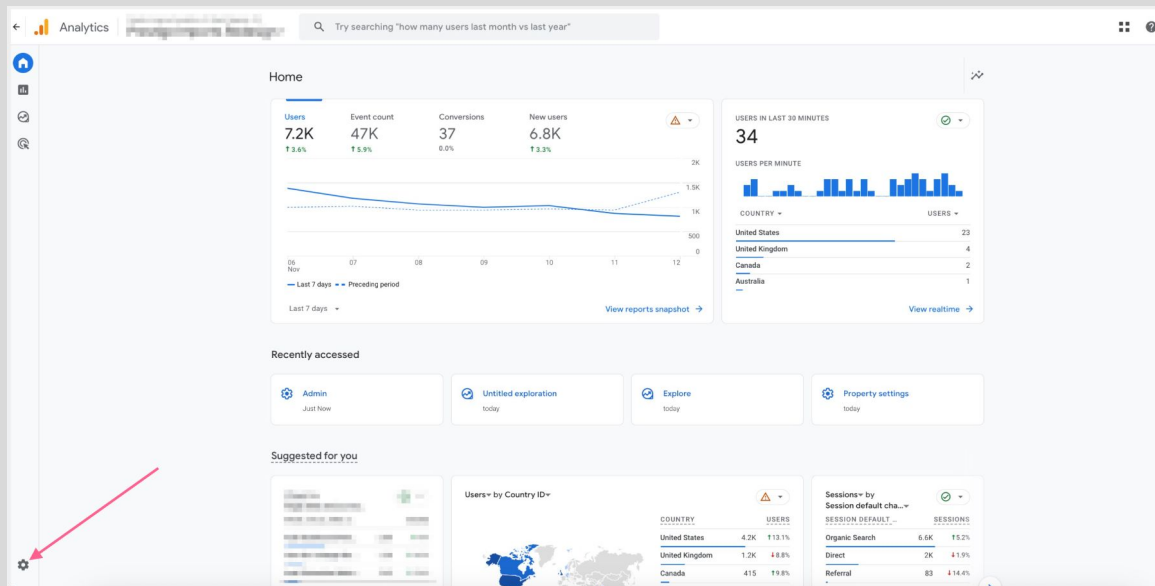 Analytics
Try searching "how many users last month vs last year"
Home
Users Event count Conversions New users
7.2K 47K 37 6.8K
↑ 3.6% ↑ 5.9% 0.0% ↑ 3.3%
2K
1.5K
1K
500
0
06 07 08 09 10 11 12
Nov
Last 7 days Preceding period
Last 7 days View reports snapshot →
USERS IN LAST 30 MINUTES
34
USERS PER MINUTE
COUNTRY USERS
United States 23
United Kingdom 4
Canada 2
Australia 1
View realtime →
Recently accessed
Admin
Just Now
Untitled exploration
today
Explore
today
Property settings
today
Suggested for you
Users by Country ID
COUNTRY USERS
United States 4.2K ↑ 13.1%
United Kingdom 1.2K ↓ 8.8%
Canada 415 ↑ 9.8%
Sessions by
Session default cha...
SESSION DEFAULT ... SESSIONS
Organic Search 6.6K ↑ 5.2%
Direct 2K ↓ 1.9%
Referral 83 ↓ 14.4%